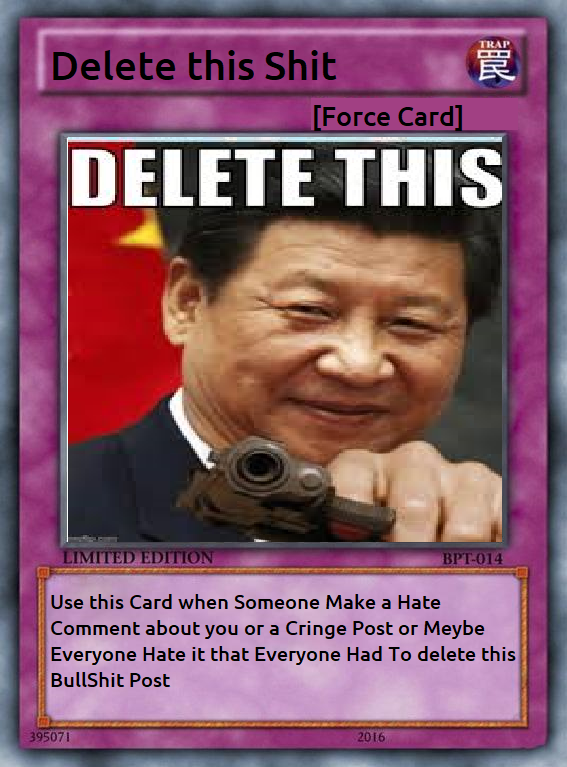 Delete this Shit
TRAP
罠
[Force Card]
DELETE THIS
LIMITED EDITION
BPT-014
Use this Card when Someone Make a Hate
Comment about you or a Cringe Post or Meybe
Everyone Hate it that Everyone Had To delete this
BullShit Post
395071
2016